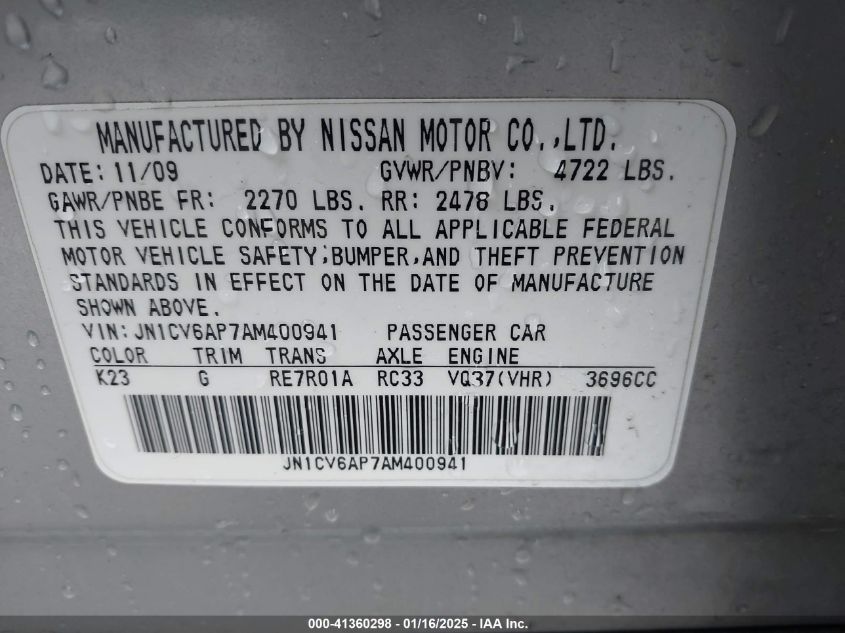 MANUFACTURED BY NISSAN MOTOR CO.,LTD.
DATE: 11/09 GVWR/PNBV: 4722 LBS.
GAWR/PNBE FR: 2270 LBS. RR: 2478 LBS.
THIS VEHICLE CONFORMS TO ALL APPLICABLE FEDERAL
MOTOR VEHICLE SAFETY,BUMPER,AND THEFT PREVENTION
STANDARDS IN EFFECT ON THE DATE OF MANUFACTURE
SHOWN ABOVE.
VIN:JN1CV6AP7AM400941 PASSENGER CAR
COLOR TRIM TRANS AXLE ENGINE
K23 G RE7R01A RC33 VQ37(VHR) 3696CC
JN1CV6AP7AM400941
000-41360298 - 01/16/2025 - IAA Inc.